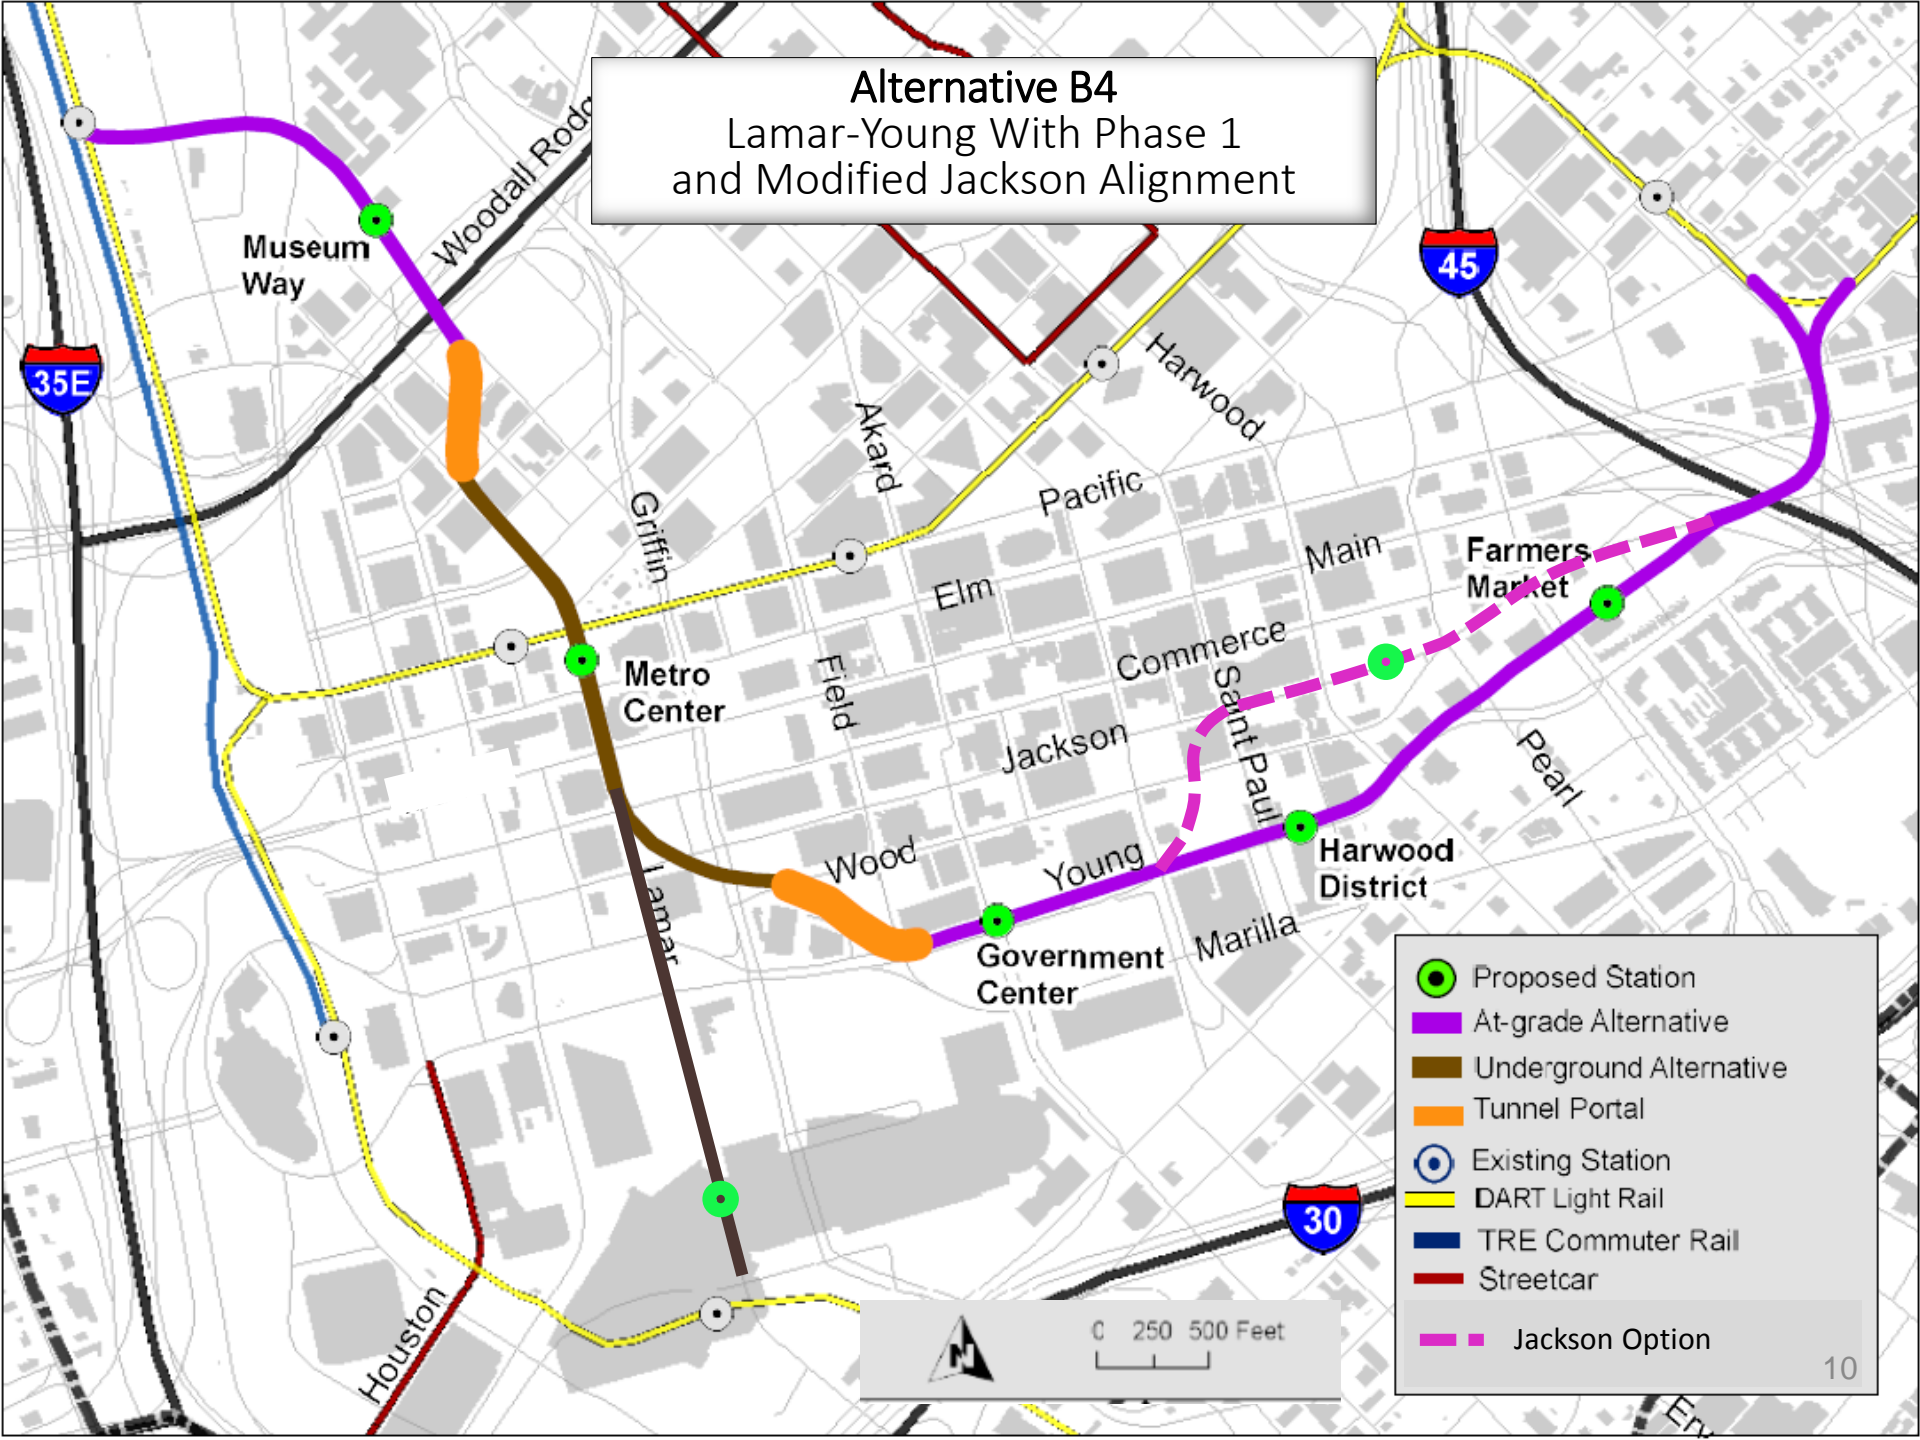 Alternative B4
Lamar-Young With Phase 1
and Modified Jackson Alignment
Woodall Rodg
Museum
Way
45
35E
Harwood
Akard
Pacific
Griffin
Main
Farmers
Market
Elm
Commerce
Metro
Center
Field
Saint Paul
Jackson
Pearl
Wood
Young
Harwood
District
Lamar
Marilla
Government
Center
Proposed Station
At-grade Alternative
Underground Alternative
Tunnel Portal
Existing Station
DART Light Rail
TRE Commuter Rail
Streetcar
Jackson Option
10
30
Houston
N
0 250 500 Feet
Erv